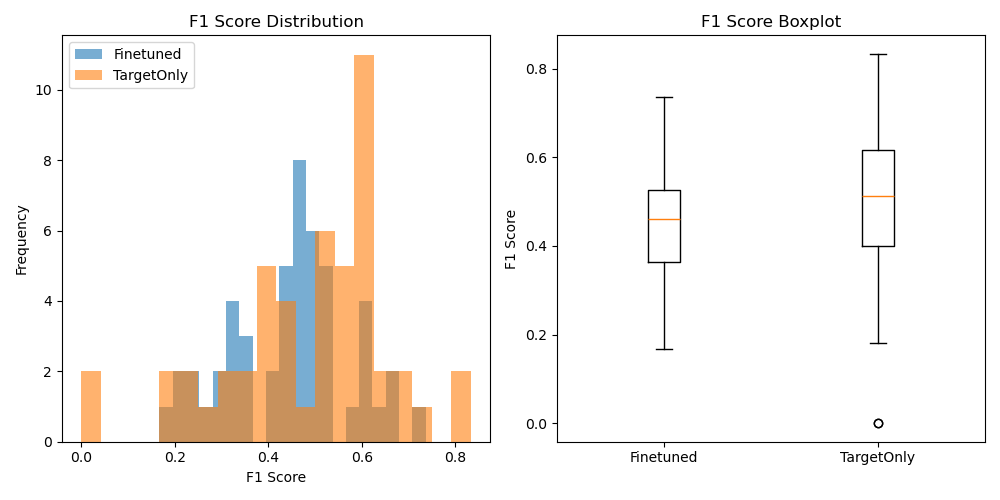 F1 Score Distribution
Finetuned
TargetOnly
Frequency
0
2
4
6
8
10
0.0 0.2 0.4 0.6 0.8
F1 Score
F1 Score Boxplot
F1 Score
0.8
0.6
0.4
0.2
0.0
Finetuned TargetOnly